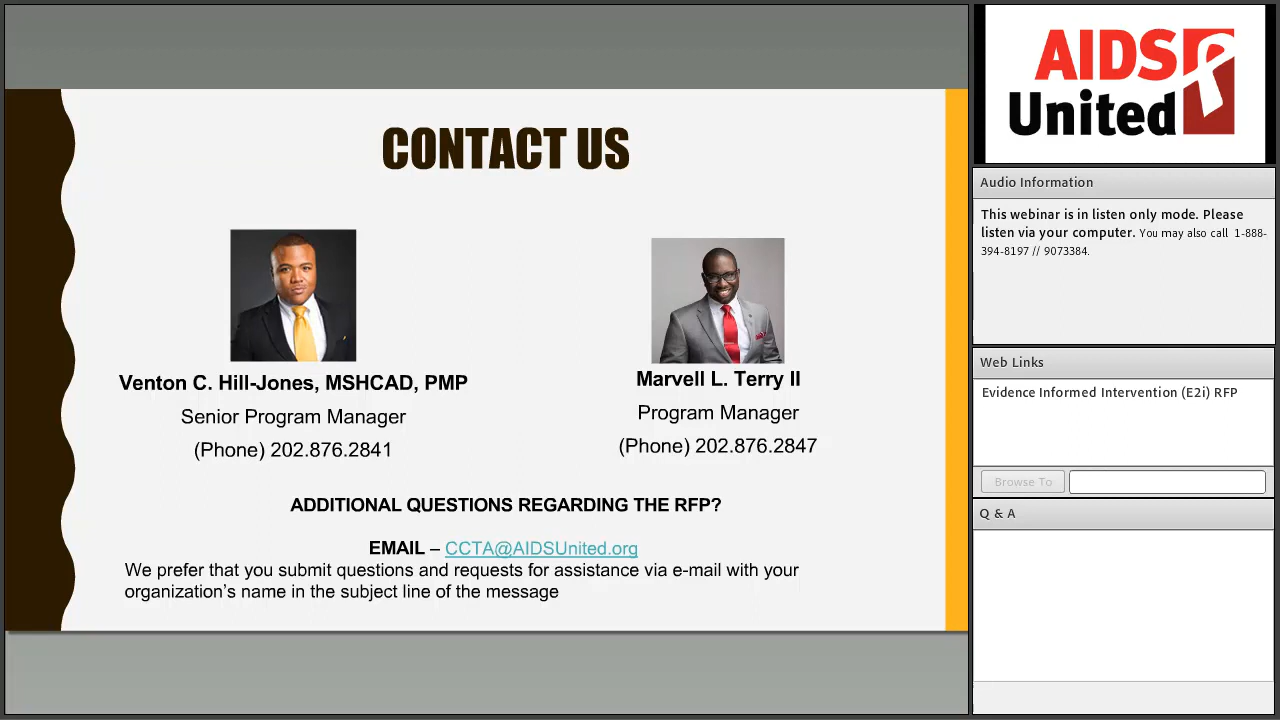 CONTACT US
Venton C. Hill-Jones, MSHCAD, PMP
Senior Program Manager
(Phone) 202.876.2841
Marvell L. Terry II
Program Manager
(Phone) 202.876.2847
ADDITIONAL QUESTIONS REGARDING THE RFP?
EMAIL – CCTA@AIDSUnited.org
We prefer that you submit questions and requests for assistance via e-mail with your
organization's name in the subject line of the message
AIDS
United
Audio Information
This webinar is in listen only mode. Please
listen via your computer. You may also call 1-888-
394-8197 // 9073384.
Web Links
Evidence Informed Intervention (E2i) RFP
Browse To
Q & A